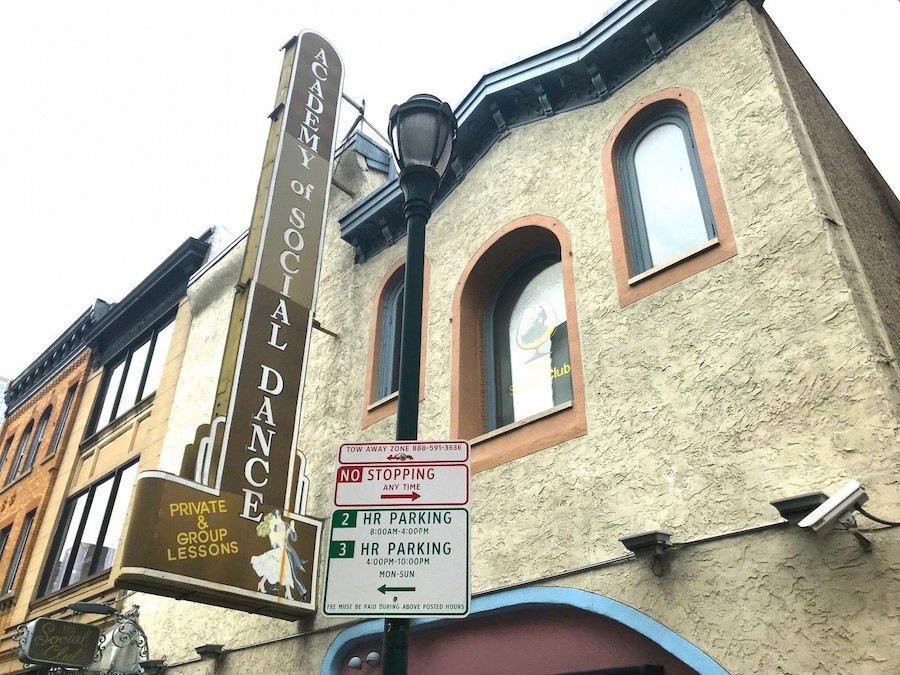 ACADEMY of SOCIAL DANCE
PRIVATE
&
GROUP
LESSONS
TOW AWAY ZONE 888-591-3636
NO STOPPING
ANY TIME
2 HR PARKING
8:00AM-4:00PM
3 HR PARKING
4:00PM-10:00PM
MON-SUN
FEE MUST BE PAID DURING ABOVE POSTED HOURS
Club
Social
Club